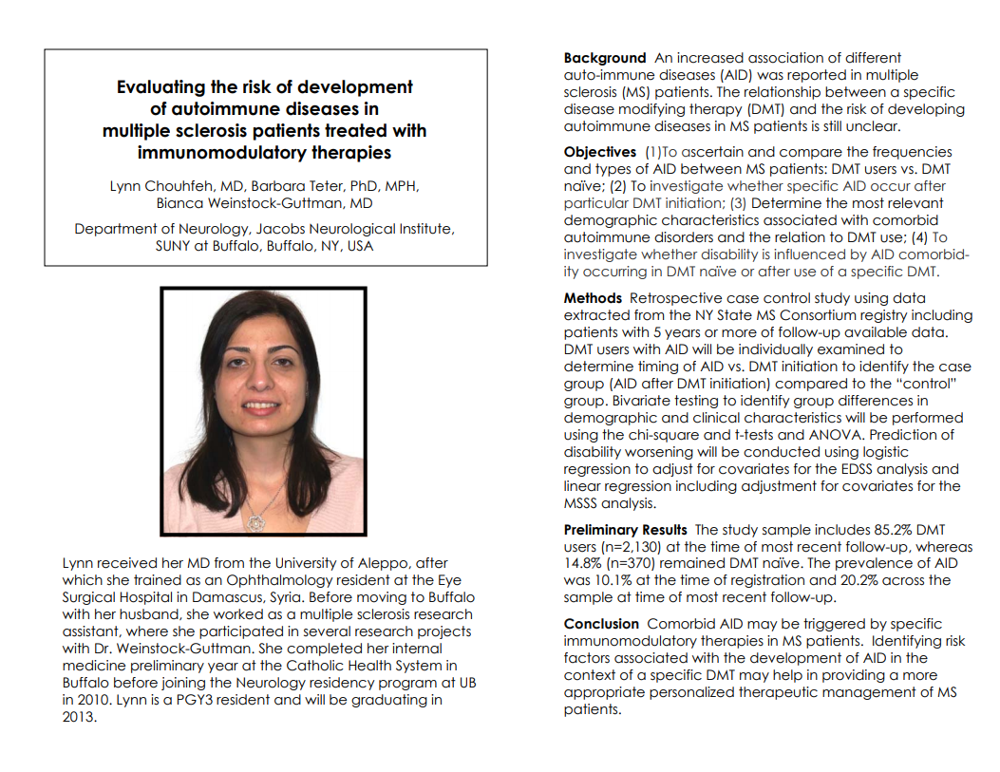 Evaluating the risk of development
of autoimmune diseases in
multiple sclerosis patients treated with
immunomodulatory therapies
Lynn Chouhfeh, MD, Barbara Teter, PhD, MPH,
Bianca Weinstock-Guttman, MD
Department of Neurology, Jacobs Neurological Institute,
SUNY at Buffalo, Buffalo, NY, USA
Lynn received her MD from the University of Aleppo, after
which she trained as an Ophthalmology resident at the Eye
Surgical Hospital in Damascus, Syria. Before moving to Buffalo
with her husband, she worked as a multiple sclerosis research
assistant, where she participated in several research projects
with Dr. Weinstock-Guttman. She completed her internal
medicine preliminary year at the Catholic Health System in
Buffalo before joining the Neurology residency program at UB
in 2010. Lynn is a PGY3 resident and will be graduating in
2013.
Background An increased association of different
auto-immune diseases (AID) was reported in multiple
sclerosis (MS) patients. The relationship between a specific
disease modifying therapy (DMT) and the risk of developing
autoimmune diseases in MS patients is still unclear.
Objectives (1)To ascertain and compare the frequencies
and types of AID between MS patients: DMT users vs. DMT
naïve; (2) To investigate whether specific AID occur after
particular DMT initiation; (3) Determine the most relevant
demographic characteristics associated with comorbid
autoimmune disorders and the relation to DMT use; (4) To
investigate whether disability is influenced by AID comorbid-
ity occurring in DMT naïve or after use of a specific DMT.
Methods Retrospective case control study using data
extracted from the NY State MS Consortium registry including
patients with 5 years or more of follow-up available data.
DMT users with AID will be individually examined to
determine timing of AID vs. DMT initiation to identify the case
group (AID after DMT initiation) compared to the “control”
group. Bivariate testing to identify group differences in
demographic and clinical characteristics will be performed
using the chi-square and t-tests and ANOVA. Prediction of
disability worsening will be conducted using logistic
regression to adjust for covariates for the EDSS analysis and
linear regression including adjustment for covariates for the
MSSS analysis.
Preliminary Results The study sample includes 85.2% DMT
users (n=2,130) at the time of most recent follow-up, whereas
14.8% (n=370) remained DMT naïve. The prevalence of AID
was 10.1% at the time of registration and 20.2% across the
sample at time of most recent follow-up.
Conclusion Comorbid AID may be triggered by specific
immunomodulatory therapies in MS patients. Identifying risk
factors associated with the development of AID in the
context of a specific DMT may help in providing a more
appropriate personalized therapeutic management of MS
patients.